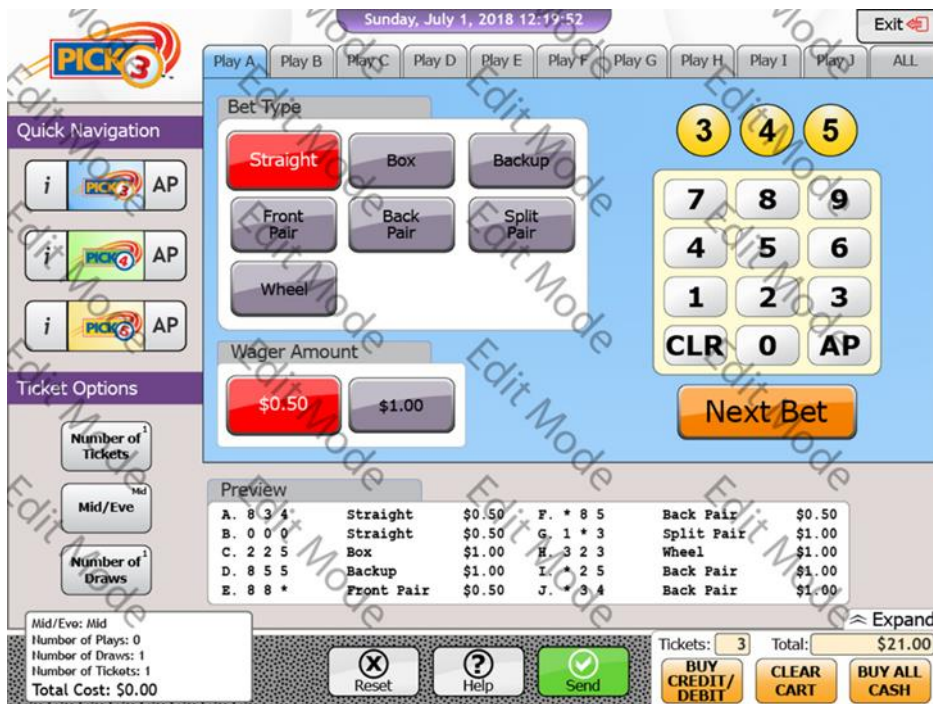 Sunday, July 1, 2018 12:19:52
Exit
PICK 3
Play A Play B Play C Play D Play E Play F Play G Play H Play I Play J ALL
Quick Navigation
i PICK 3 AP
i PICK 4 AP
i PICK 5 AP
Ticket Options
Number of Tickets 1
Mid/Eve Mid
Number of Draws 1
Bet Type
Straight Box Backup
Front Pair Back Pair Split Pair
Wheel
Wager Amount
$0.50 $1.00
3 4 5
7 8 9
4 5 6
1 2 3
CLR 0 AP
Next Bet
Preview
A. 8 3 4 Straight $0.50 F. * 8 5 Back Pair $0.50
B. 0 0 0 Straight $0.50 G. 1 * 3 Split Pair $1.00
C. 2 2 5 Box $1.00 H. 3 2 3 Wheel $1.00
D. 8 5 5 Backup $1.00 I. * 2 5 Back Pair $1.00
E. 8 8 * Front Pair $0.50 J. * 3 4 Back Pair $1.00
Expand
Mid/Eve: Mid
Number of Plays: 0
Number of Draws: 1
Number of Tickets: 1
Total Cost: $0.00
Reset Help Send
Tickets: 3 Total: $21.00
BUY CREDIT/ DEBIT
CLEAR CART
BUY ALL CASH
Edit Mode